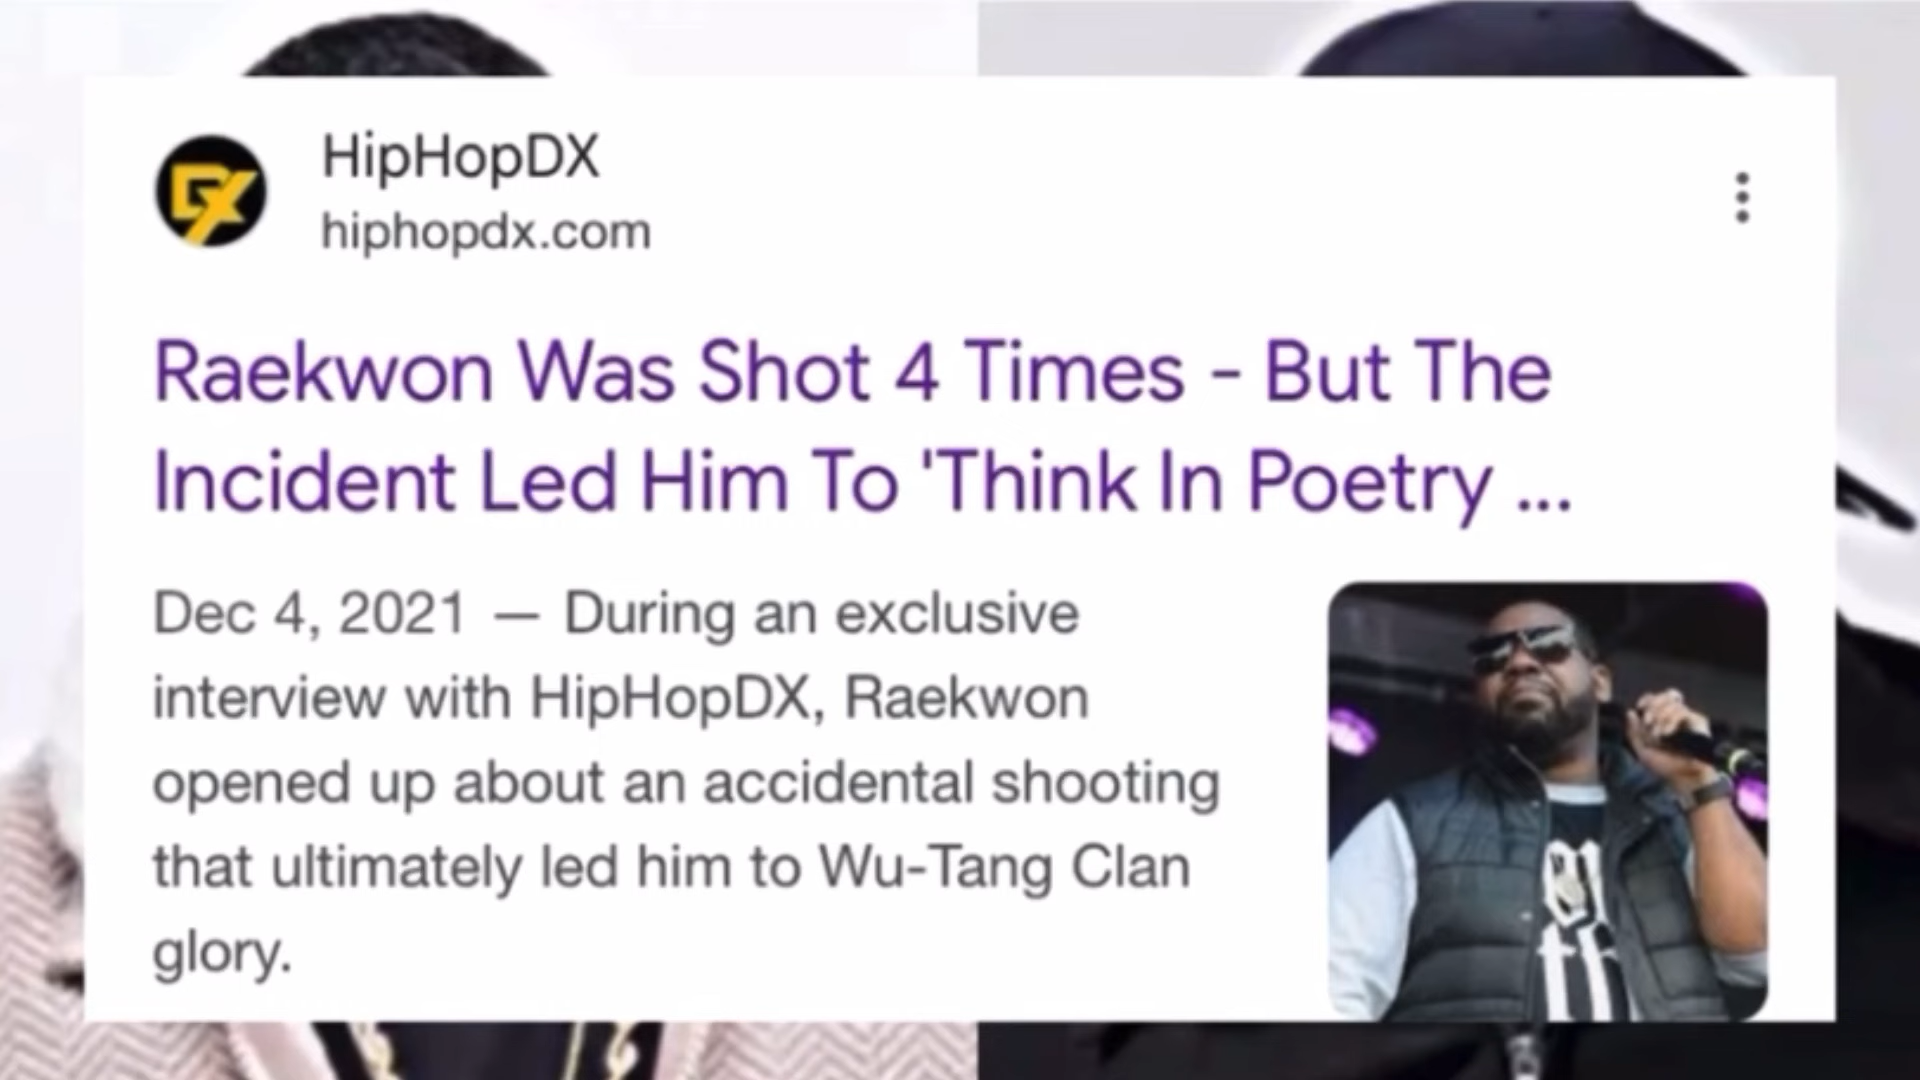 HipHopDX
hiphopdx.com
Raekwon Was Shot 4 Times - But The
Incident Led Him To 'Think In Poetry ...
Dec 4, 2021 — During an exclusive
interview with HipHopDX, Raekwon
opened up about an accidental shooting
that ultimately led him to Wu-Tang Clan
glory.